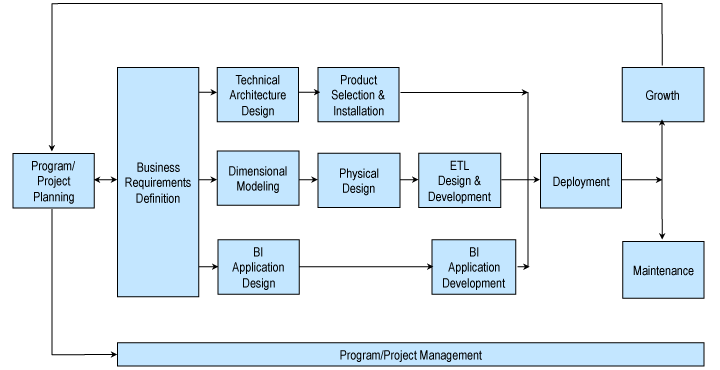 Technical
Architecture
Design
Product
Selection &
Installation
Growth
Program/
Project
Planning
Business
Requirements
Definition
Dimensional
Modeling
Physical
Design
ETL
Design &
Development
Deployment
BI
Application
Design
BI
Application
Development
Maintenance
Program/Project Management